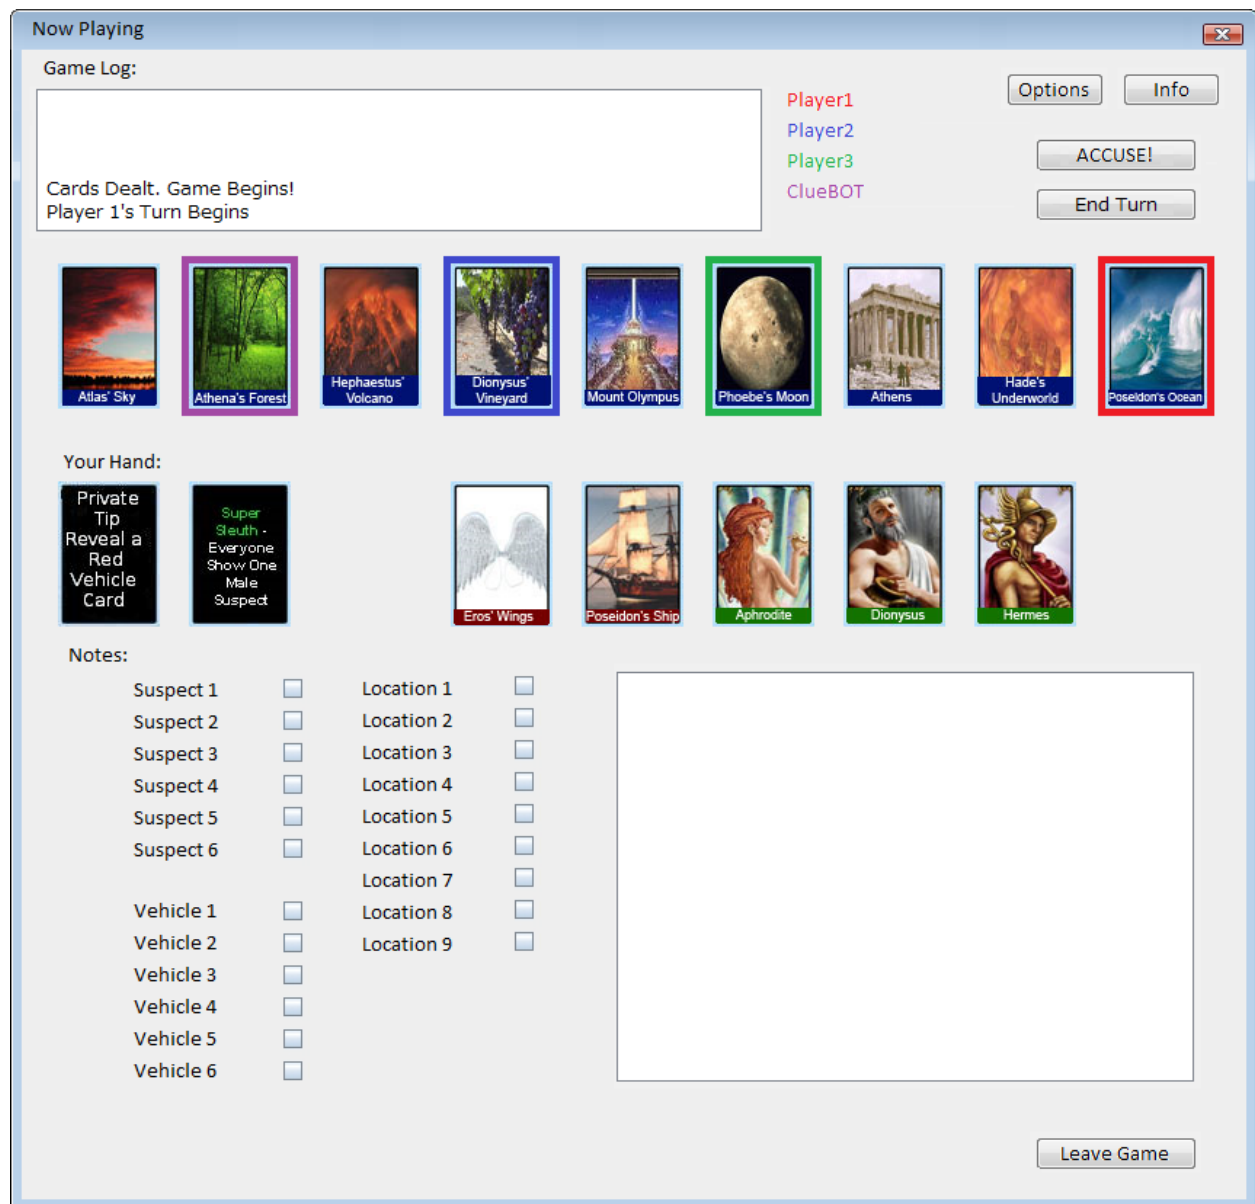 Now Playing
Game Log:
Options
Info
Cards Dealt. Game Begins!
Player 1's Turn Begins
Player1
Player2
Player3
ClueBOT
ACCUSE!
End Turn
Atlas' Sky
Athena's Forest
Hephaestus'
Volcano
Dionysus'
Vineyard
Mount Olympus
Phoebe's Moon
Athens
Hade's
Underworld
Poseidon's Ocean
Your Hand:
Private
Tip
Reveal a
Red
Vehicle
Card
Super
Sleuth -
Everyone
Show One
Male
Suspect
Eros' Wings
Poseidon's Ship
Aphrodite
Dionysus
Hermes
Notes:
Suspect 1
Suspect 2
Suspect 3
Suspect 4
Suspect 5
Suspect 6
Vehicle 1
Vehicle 2
Vehicle 3
Vehicle 4
Vehicle 5
Vehicle 6
Location 1
Location 2
Location 3
Location 4
Location 5
Location 6
Location 7
Location 8
Location 9
Leave Game